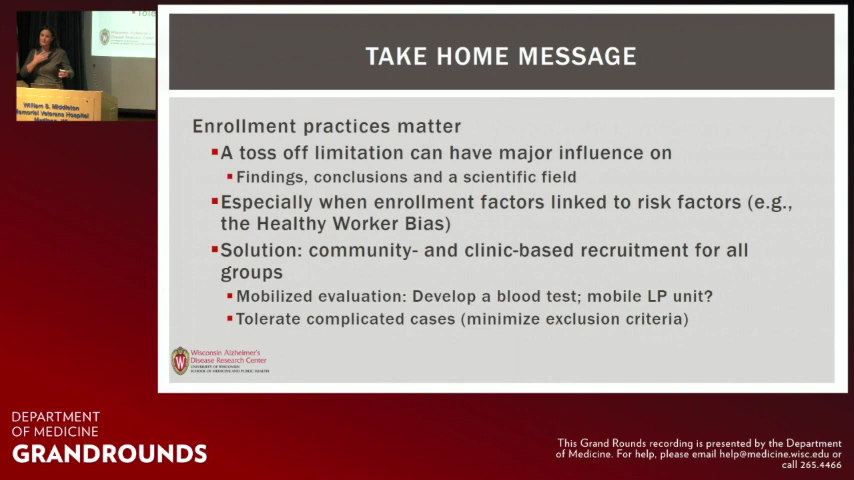 TAKE HOME MESSAGE
Enrollment practices matter
▪A toss off limitation can have major influence on
▪Findings, conclusions and a scientific field
▪Especially when enrollment factors linked to risk factors (e.g.,
the Healthy Worker Bias)
▪Solution: community- and clinic-based recruitment for all
groups
▪Mobilized evaluation: Develop a blood test; mobile LP unit?
▪Tolerate complicated cases (minimize exclusion criteria)
Wisconsin Alzheimer's
Disease Research Center
UNIVERSITY OF WISCONSIN
SCHOOL OF MEDICINE AND PUBLIC HEALTH
William S. Middleton
Memorial Veterans Hospital
DEPARTMENT
OF MEDICINE
GRANDROUNDS
This Grand Rounds recording is presented by the Department
of Medicine. For help, please email help@medicine.wisc.edu or
call 265.4466